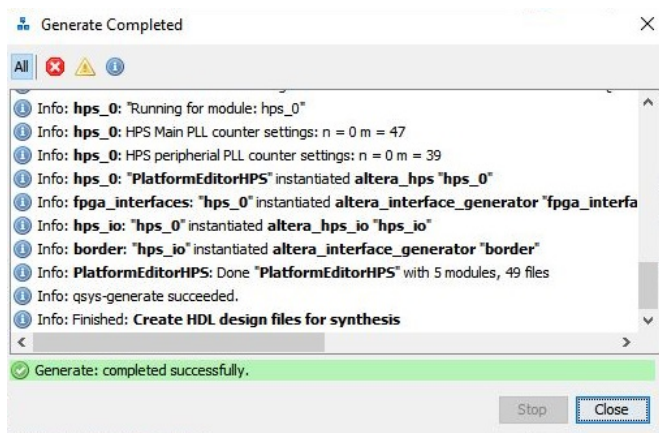 Generate Completed
All
Info: hps_0: "Running for module: hps_0"
Info: hps_0: HPS Main PLL counter settings: n = 0 m = 47
Info: hps_0: HPS peripherial PLL counter settings: n = 0 m = 39
Info: hps_0: "PlatformEditorHPS" instantiated altera_hps "hps_0"
Info: fpga_interfaces: "hps_0" instantiated altera_interface_generator "fpga_interfa
Info: hps_io: "hps_0" instantiated altera_hps_io "hps_io"
Info: border: "hps_io" instantiated altera_interface_generator "border"
Info: PlatformEditorHPS: Done "PlatformEditorHPS" with 5 modules, 49 files
Info: qsys-generate succeeded.
Info: Finished: Create HDL design files for synthesis
Generate: completed successfully.
Stop Close